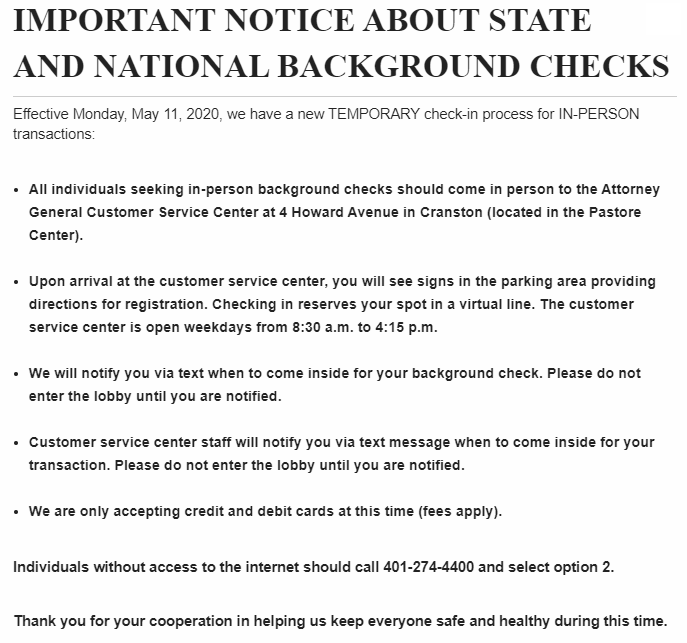 IMPORTANT NOTICE ABOUT STATE
AND NATIONAL BACKGROUND CHECKS
Effective Monday, May 11, 2020, we have a new TEMPORARY check-in process for IN-PERSON
transactions:
• All individuals seeking in-person background checks should come in person to the Attorney
General Customer Service Center at 4 Howard Avenue in Cranston (located in the Pastore
Center).
• Upon arrival at the customer service center, you will see signs in the parking area providing
directions for registration. Checking in reserves your spot in a virtual line. The customer
service center is open weekdays from 8:30 a.m. to 4:15 p.m.
• We will notify you via text when to come inside for your background check. Please do not
enter the lobby until you are notified.
• Customer service center staff will notify you via text message when to come inside for your
transaction. Please do not enter the lobby until you are notified.
• We are only accepting credit and debit cards at this time (fees apply).
Individuals without access to the internet should call 401-274-4400 and select option 2.
Thank you for your cooperation in helping us keep everyone safe and healthy during this time.